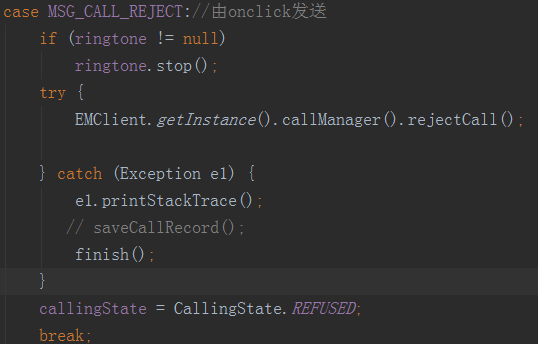 case MSG_CALL_REJECT://由onclick发送
if (ringtone != null)
ringtone.stop();
try {
EMClient.getInstance().callManager().rejectCall();
} catch (Exception e1) {
e1.printStackTrace();
// saveCallRecord();
finish();
}
callingState = CallingState.REFUSED;
break;